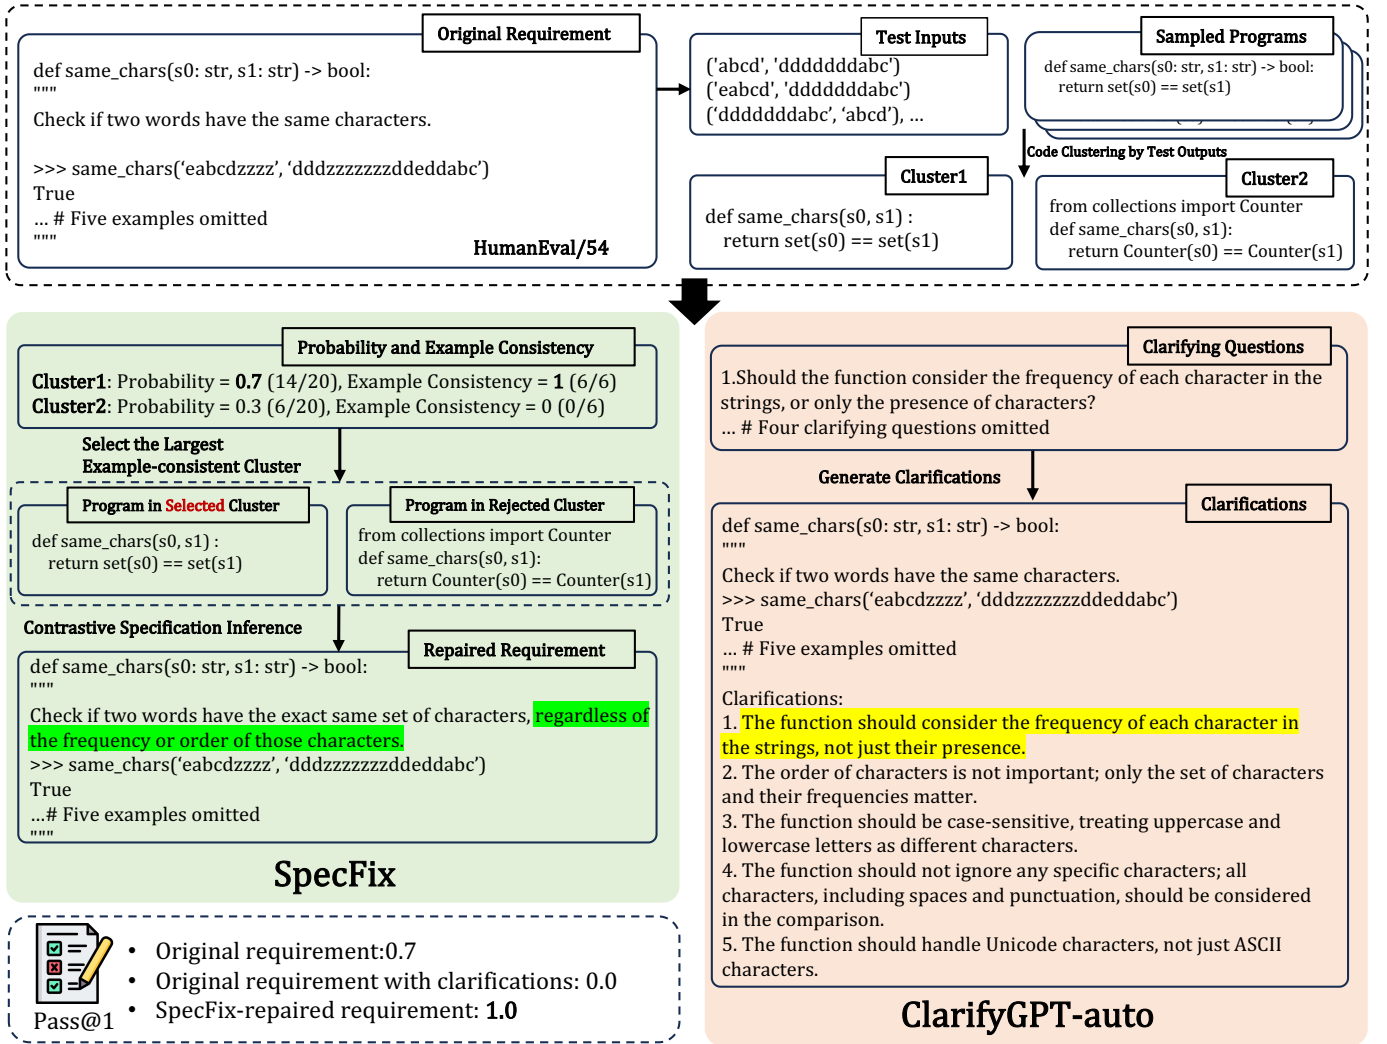 Original Requirement
def same_chars(s0: str, s1: str) -> bool:
"""
Check if two words have the same characters.
>>> same_chars(‘eabcdzzzz’, ‘dddzzzzzzzddeddabc’)
True
... # Five examples omitted
"""
HumanEval/54
Test Inputs
('abcd', 'dddddddabc')
('eabcd', 'dddddddabc')
(‘dddddddabc’, ‘abcd’), ...
Sampled Programs
def same_chars(s0: str, s1: str) -> bool:
return set(s0) == set(s1)
Code Clustering by Test Outputs
Cluster1
def same_chars(s0, s1) :
return set(s0) == set(s1)
Cluster2
from collections import Counter
def same_chars(s0, s1):
return Counter(s0) == Counter(s1)
Probability and Example Consistency
Cluster1: Probability = 0.7 (14/20), Example Consistency = 1 (6/6)
Cluster2: Probability = 0.3 (6/20), Example Consistency = 0 (0/6)
Select the Largest
Example-consistent Cluster
Program in Selected Cluster
def same_chars(s0, s1) :
return set(s0) == set(s1)
Program in Rejected Cluster
from collections import Counter
def same_chars(s0, s1):
return Counter(s0) == Counter(s1)
Contrastive Specification Inference
Repaired Requirement
def same_chars(s0: str, s1: str) -> bool:
"""
Check if two words have the exact same set of characters, regardless of
the frequency or order of those characters.
>>> same_chars(‘eabcdzzzz’, ‘dddzzzzzzzddeddabc’)
True
...# Five examples omitted
"""
SpecFix
Pass@1
• Original requirement:0.7
• Original requirement with clarifications: 0.0
• SpecFix-repaired requirement: 1.0
Clarifying Questions
1.Should the function consider the frequency of each character in the
strings, or only the presence of characters?
... # Four clarifying questions omitted
Generate Clarifications
Clarifications
def same_chars(s0: str, s1: str) -> bool:
"""
Check if two words have the same characters.
>>> same_chars(‘eabcdzzzz’, ‘dddzzzzzzzddeddabc’)
True
... # Five examples omitted
"""
Clarifications:
1. The function should consider the frequency of each character in
the strings, not just their presence.
2. The order of characters is not important; only the set of characters
and their frequencies matter.
3. The function should be case-sensitive, treating uppercase and
lowercase letters as different characters.
4. The function should not ignore any specific characters; all
characters, including spaces and punctuation, should be considered
in the comparison.
5. The function should handle Unicode characters, not just ASCII
characters.
ClarifyGPT-auto